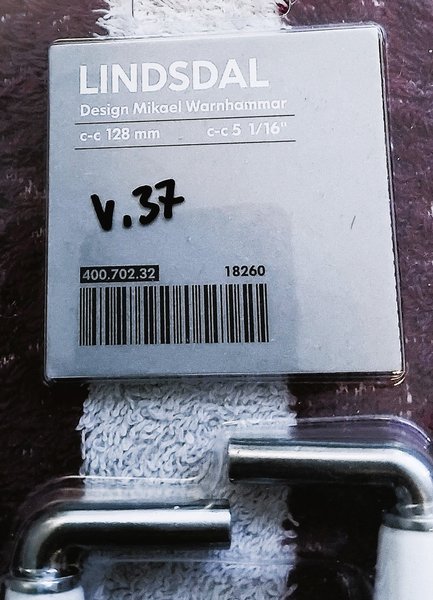 LINDSDAL
Design Mikael Warnhammar
c-c 128 mm c-c 5 1/16"
v.37
400.702.32 18260